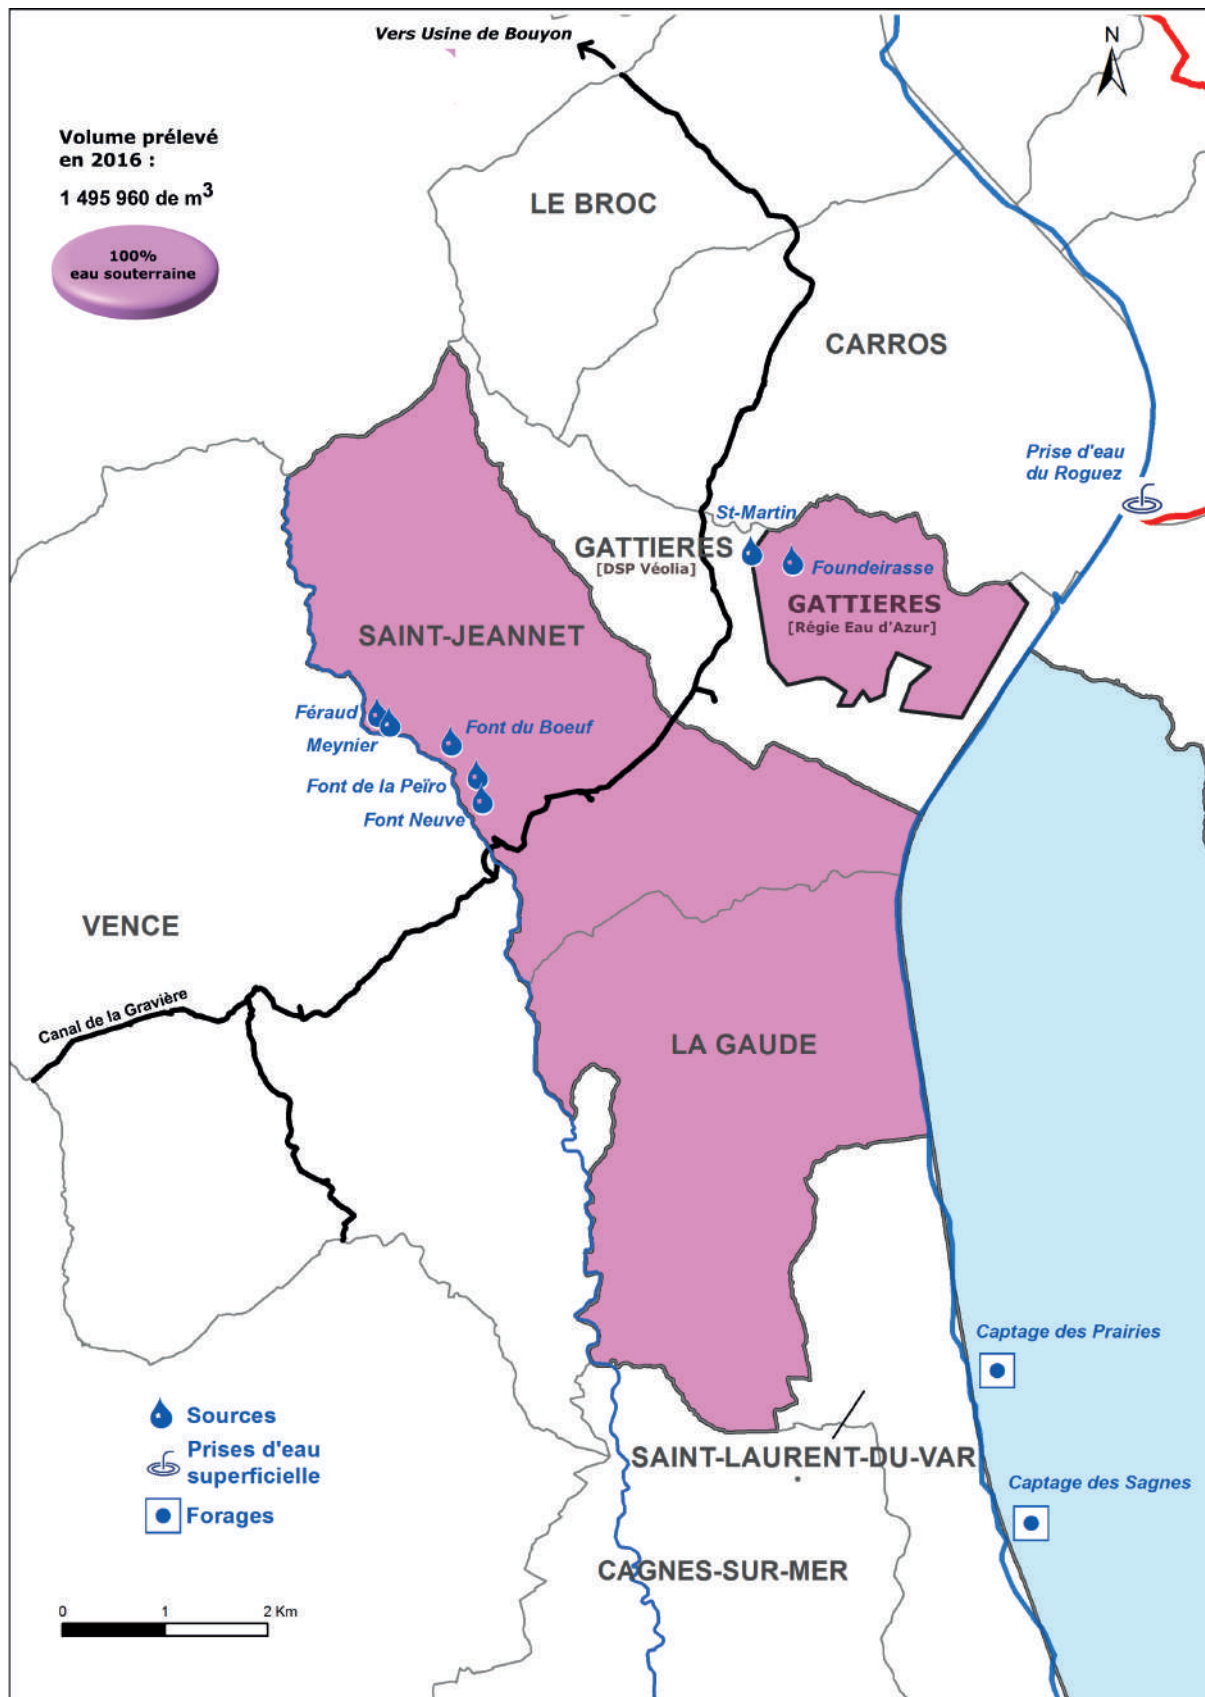 Vers Usine de Bouyon
N
Volume prélevé
en 2016 :
1 495 960 de m³
100%
eau souterraine
LE BROC
CARROS
Prise d'eau
du Roguez
St-Martin
GATTIERES
[DSP Véolia]
Foundeirasse
GATTIERES
[Régie Eau d'Azur]
SAINT-JEANNET
Féraud
Meynier
Font du Boeuf
Font de la Peïro
Font Neuve
VENCE
Canal de la Gravière
LA GAUDE
Captage des Prairies
Sources
Prises d'eau
superficielle
Forages
SAINT-LAURENT-DU-VAR
Captage des Sagnes
CAGNES-SUR-MER
0 1 2 Km